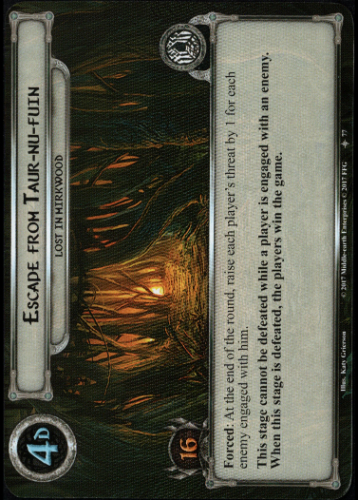 4D
ESCAPE FROM TAUR-NU-FUIN
LOST IN MIRKWOOD
16
Forced: At the end of the round, raise each player's threat by 1 for each
enemy engaged with him.
This stage cannot be defeated while a player is engaged with an enemy.
When this stage is defeated, the players win the game.
Illus. Katy Grierson © 2017 Middle-earth Enterprises © 2017 FFG 77